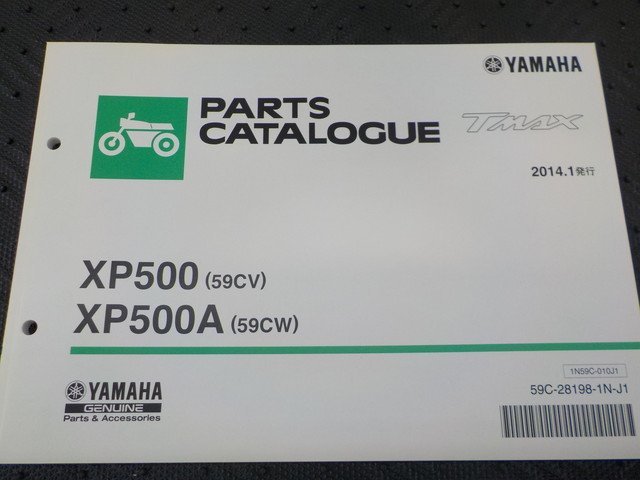 YAMAHA
PARTS
CATALOGUE
TMAX
2014.1発行
XP500 (59CV)
XP500A (59CW)
1N59C-010J1
59C-28198-1N-J1
YAMAHA
GENUINE
Parts & Accessories